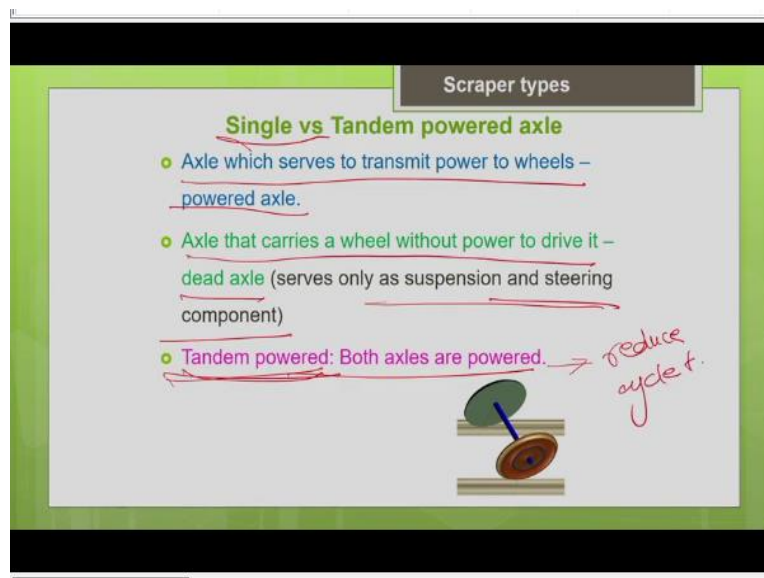 Scraper types
Single vs Tandem powered axle
Axle which serves to transmit power to wheels –
powered axle.
Axle that carries a wheel without power to drive it –
dead axle (serves only as suspension and steering
component)
Tandem powered: Both axles are powered.
reduce
cycle t.